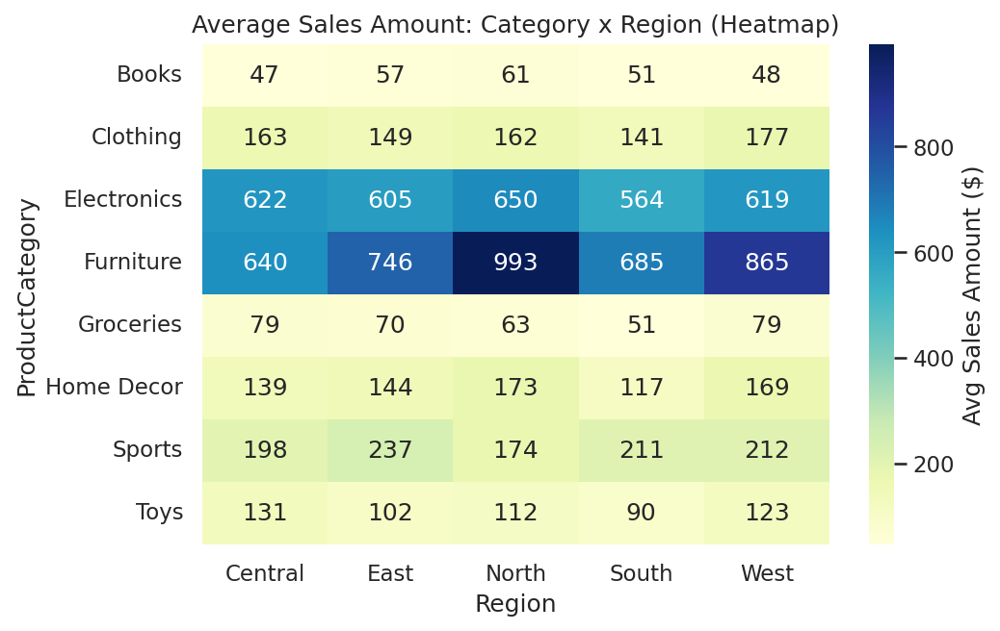 Average Sales Amount: Category x Region (Heatmap)
ProductCategory
Books 47 57 61 51 48
Clothing 163 149 162 141 177
Electronics 622 605 650 564 619
Furniture 640 746 993 685 865
Groceries 79 70 63 51 79
Home Decor 139 144 173 117 169
Sports 198 237 174 211 212
Toys 131 102 112 90 123
Central East North South West
Region
800
600
400
200
Avg Sales Amount ($)